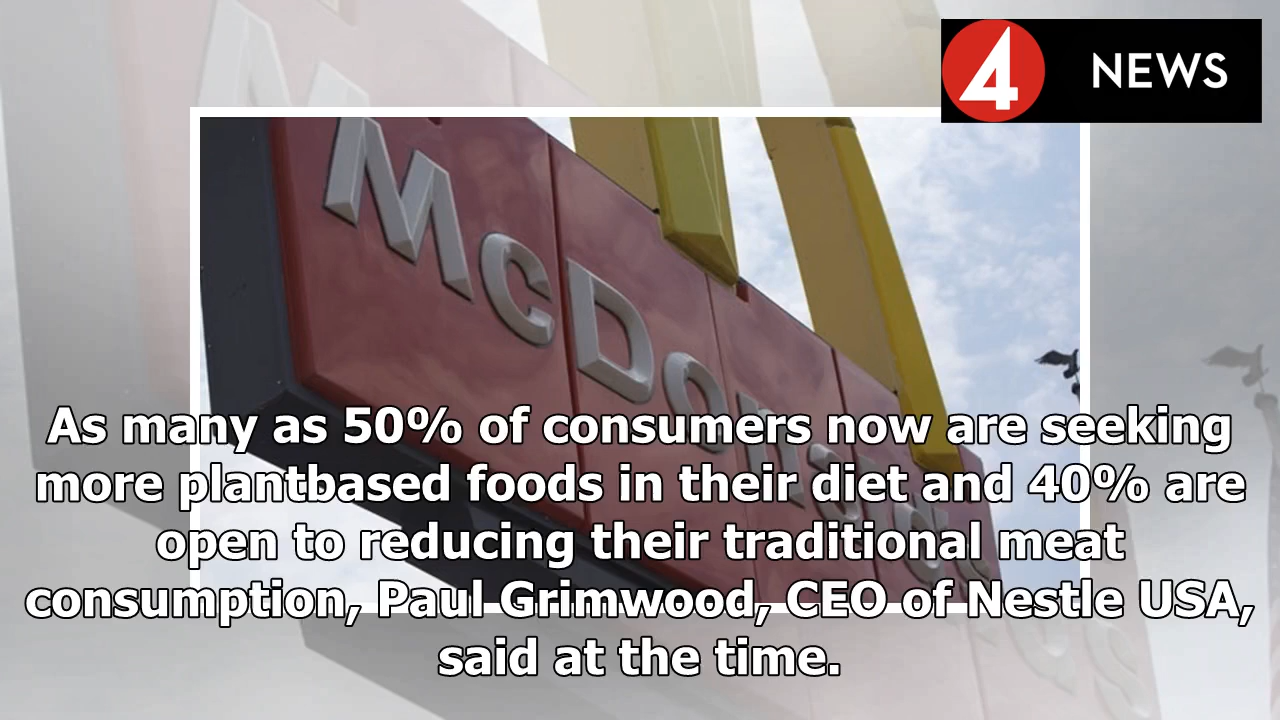 4 NEWS
McDonald's
As many as 50% of consumers now are seeking
more plantbased foods in their diet and 40% are
open to reducing their traditional meat
consumption, Paul Grimwood, CEO of Nestle USA,
said at the time.